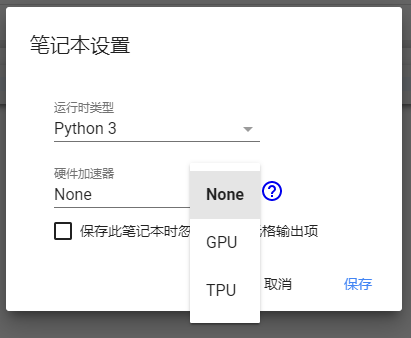 笔记本设置
运行时类型
Python 3
硬件加速器
None
None
GPU
TPU
保存此笔记本时忽 格输出项
取消
保存